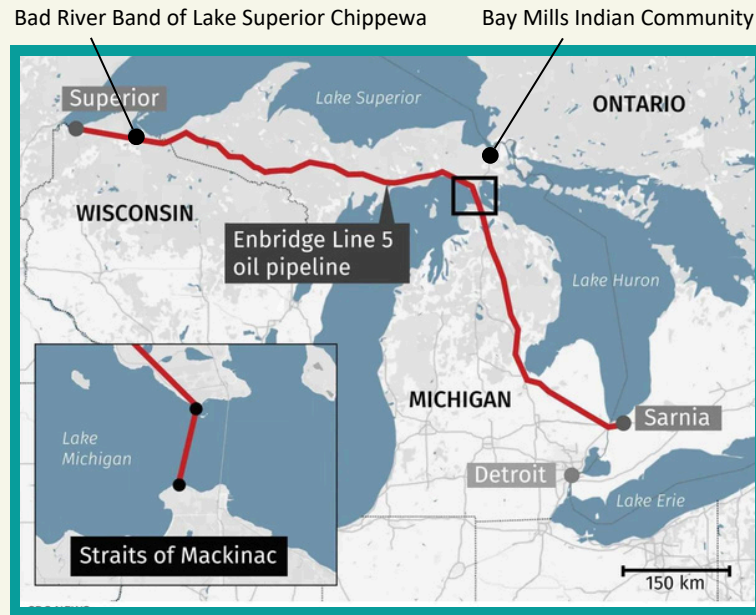 Bad River Band of Lake Superior Chippewa
Bay Mills Indian Community
Superior
Lake Superior
ONTARIO
WISCONSIN
Enbridge Line 5
oil pipeline
Lake Huron
MICHIGAN
Sarnia
Lake
Michigan
Detroit
Lake Erie
Straits of Mackinac
150 km